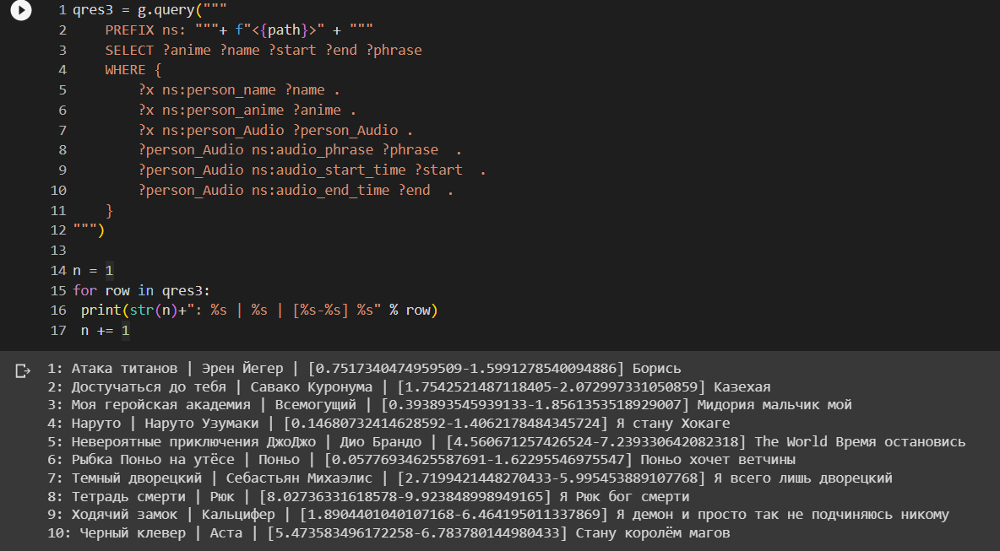 1 qres3 = g.query("""
2     PREFIX ns: """+ f"<{path}>" + """
3     SELECT ?anime ?name ?start ?end ?phrase
4     WHERE {
5         ?x ns:person_name ?name .
6         ?x ns:person_anime ?anime .
7         ?x ns:person_Audio ?person_Audio .
8         ?person_Audio ns:audio_phrase ?phrase  .
9         ?person_Audio ns:audio_start_time ?start  .
10         ?person_Audio ns:audio_end_time ?end  .
11     }
12 """)
13
14 n = 1
15 for row in qres3:
16  print(str(n)+": %s | %s | [%s-%s] %s" % row)
17  n += 1
1: Атака титанов | Эрен Йегер | [0.7517340474959509-1.5991278540094886] Борись
2: Достучаться до тебя | Савако Куронума | [1.7542521487118405-2.072997331050859] Казехая
3: Моя геройская академия | Всемогущий | [0.393893545939133-1.8561353518929007] Мидория мальчик мой
4: Наруто | Наруто Узумаки | [0.14680732414628592-1.4062178484345724] Я стану Хокаге
5: Невероятные приключения ДжоДжо | Дио Брандо | [4.560671257426524-7.239330642082318] The World Время остановись
6: Рыбка Поньо на утёсе | Поньо | [0.05776934625587691-1.62295546975547] Поньо хочет ветчины
7: Темный дворецкий | Себастьян Михаэлис | [2.7199421448270433-5.995453889107768] Я всего лишь дворецкий
8: Тетрадь смерти | Рюк | [8.02736331618578-9.923848998949165] Я Рюк бог смерти
9: Ходячий замок | Кальцифер | [1.8904401040107168-6.464195011337869] Я демон и просто так не подчиняюсь никому
10: Черный клевер | Аста | [5.473583496172258-6.783780144980433] Стану королём магов